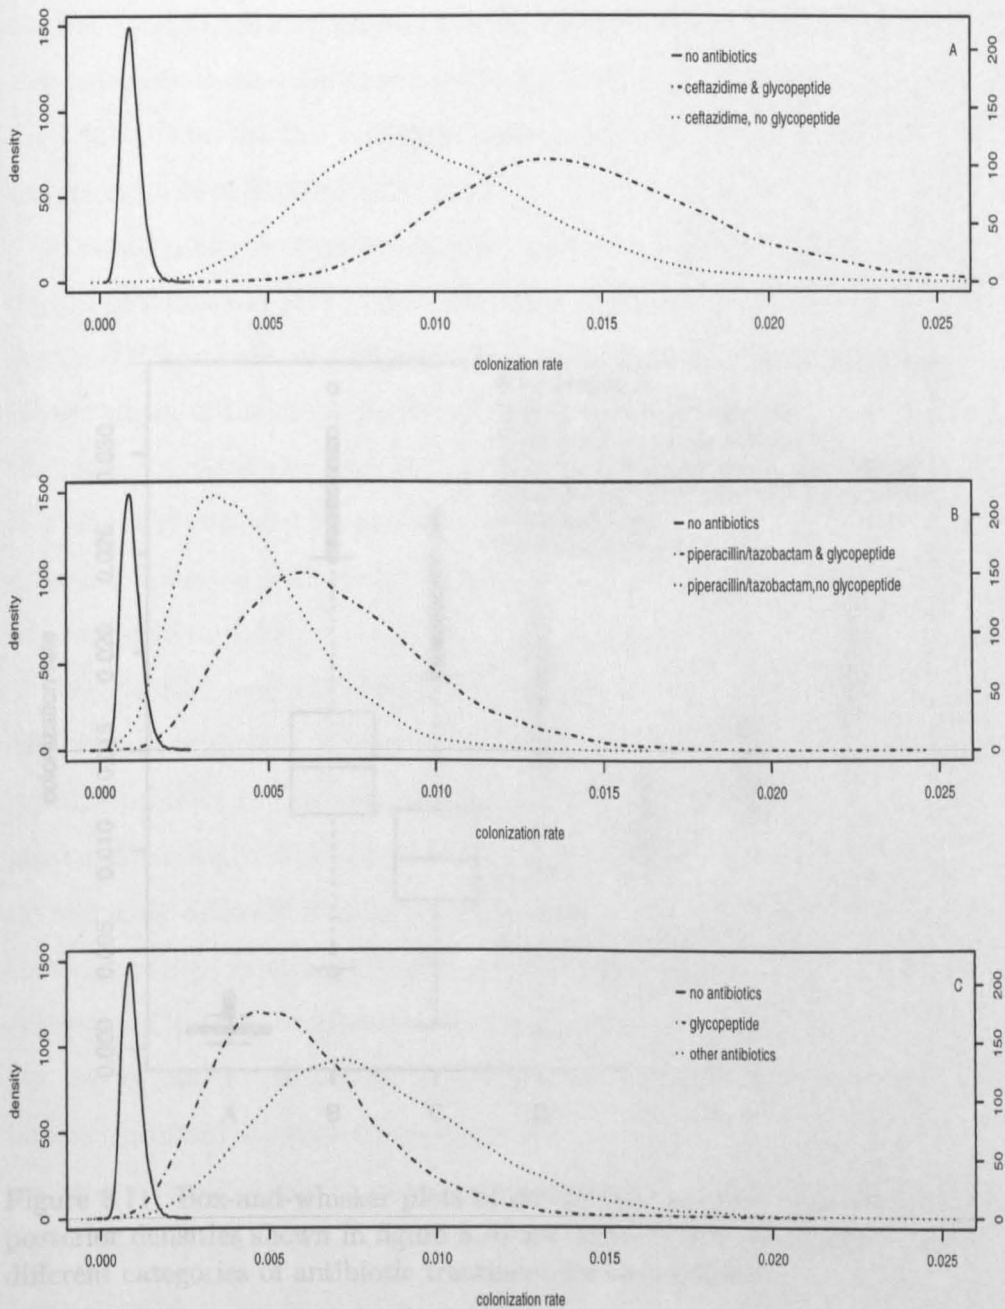 A
no antibiotics
ceftazidime & glycopeptide
ceftazidime, no glycopeptide
density
0 500 1000 1500
0 50 100 150 200
0.000 0.005 0.010 0.015 0.020 0.025
colonization rate
B
no antibiotics
piperacillin/tazobactam & glycopeptide
piperacillin/tazobactam,no glycopeptide
density
0 500 1000 1500
0 50 100 150 200
0.000 0.005 0.010 0.015 0.020 0.025
colonization rate
C
no antibiotics
glycopeptide
other antibiotics
density
0 500 1000 1500
0 50 100 150 200
0.000 0.005 0.010 0.015 0.020 0.025
Box-and-whisker plots
posterior densities shown in figure
different categories of antibiotic
colonization rate